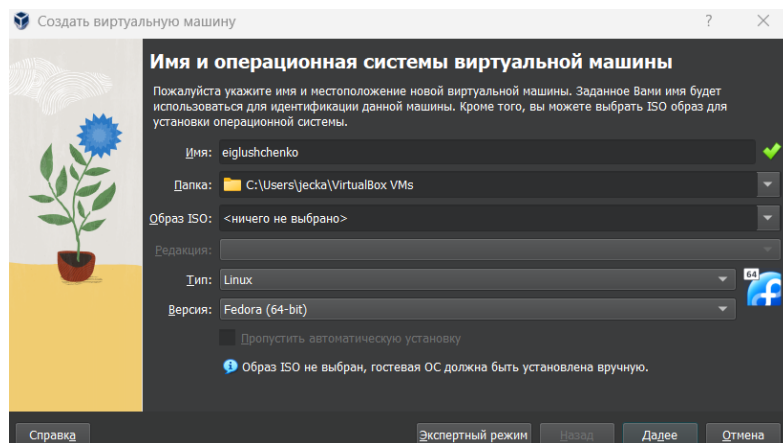 Создать виртуальную машину
Имя и операционная системы виртуальной машины
Пожалуйста укажите имя и местоположение новой виртуальной машины. Заданное Вами имя будет
использоваться для идентификации данной машины. Кроме того, вы можете выбрать ISO образ для
установки операционной системы.
Имя: eiglushchenko
Папка: C:\Users\jecka\VirtualBox VMs
Образ ISO: <ничего не выбрано>
Редакция:
Тип: Linux
64
Версия: Fedora (64-bit)
Пропустить автоматическую установку
Образ ISO не выбран, гостевая ОС должна быть установлена вручную.
Справка Экспертный режим Назад Далее Отмена